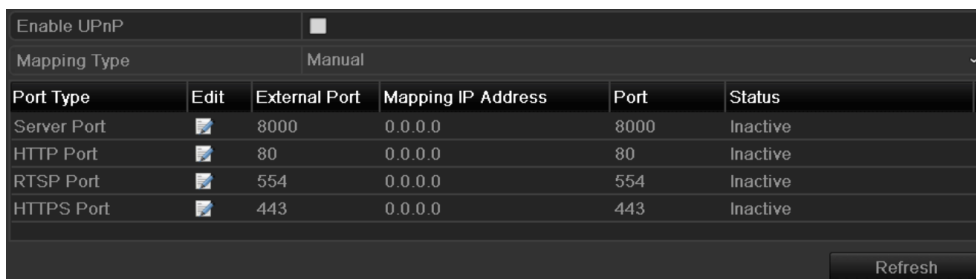 Enable UPnP
Mapping Type Manual
Port Type Edit External Port Mapping IP Address Port Status
Server Port 8000 0.0.0.0 8000 Inactive
HTTP Port 80 0.0.0.0 80 Inactive
RTSP Port 554 0.0.0.0 554 Inactive
HTTPS Port 443 0.0.0.0 443 Inactive
Refresh